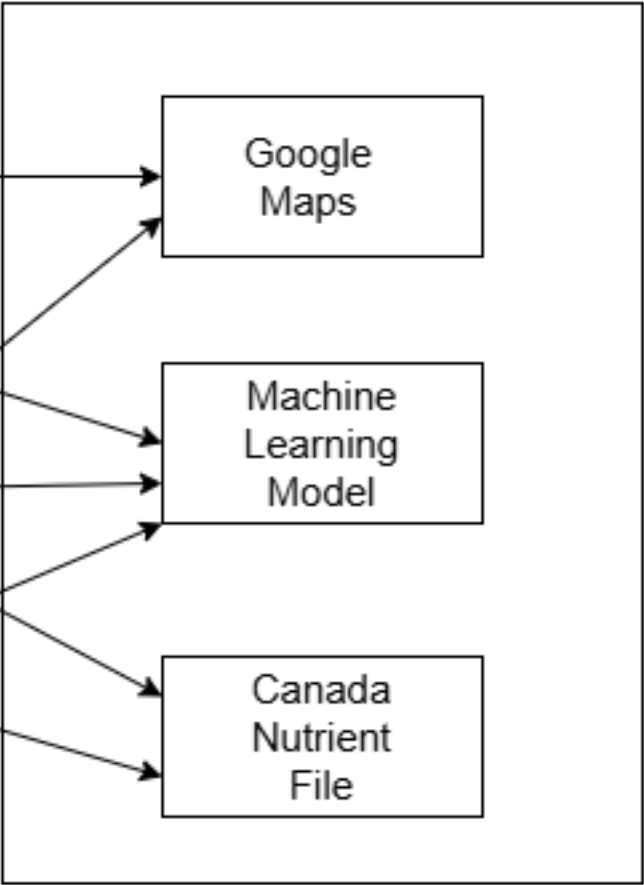 Google
Maps
Machine
Learning
Model
Canada
Nutrient
File